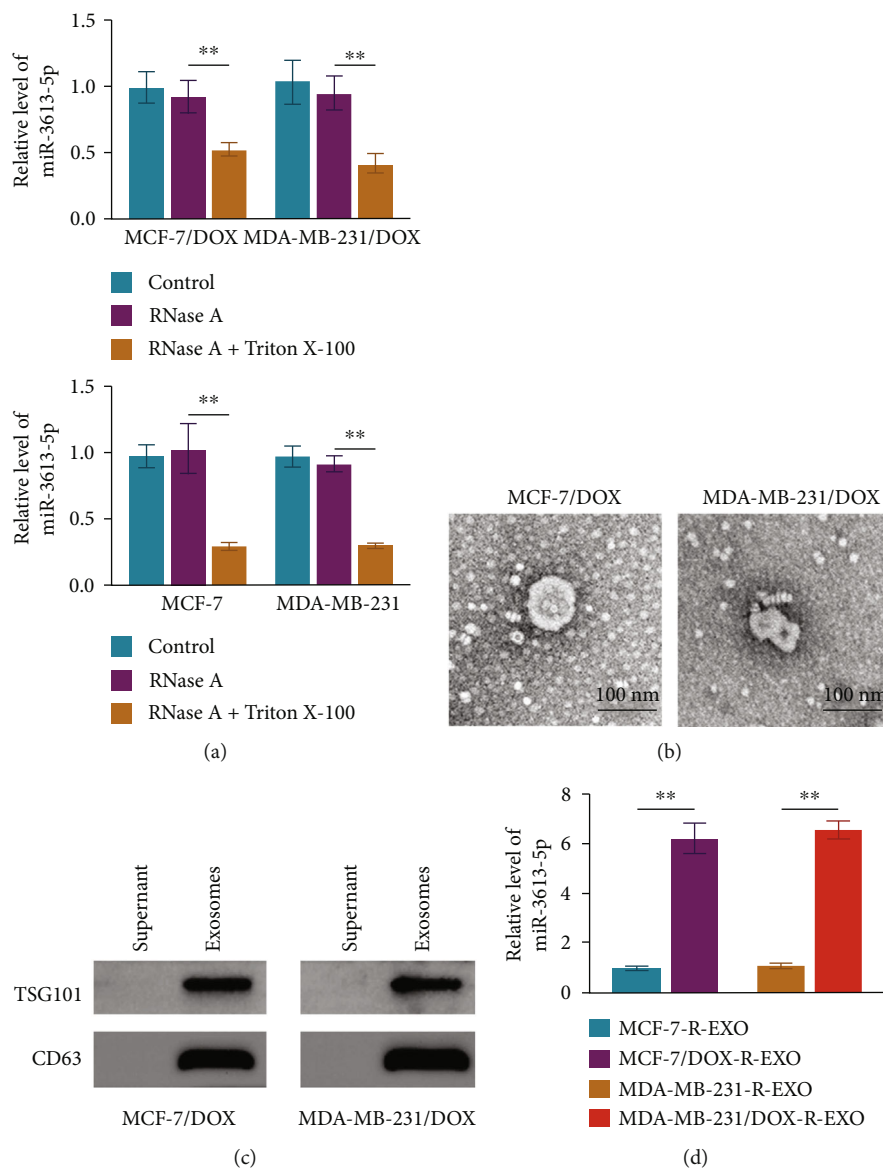 Relative level of
miR-3613-5p
1.5
1.0
0.5
0.0
**
**
MCF-7/DOX
MDA-MB-231/DOX
Control
RNase A
RNase A + Triton X-100
Relative level of
miR-3613-5p
1.5
1.0
0.5
0.0
**
**
MCF-7
MDA-MB-231
Control
RNase A
RNase A + Triton X-100
(a)
MCF-7/DOX
MDA-MB-231/DOX
100 nm
100 nm
(b)
Supernant
Exosomes
Supernant
Exosomes
TSG101
CD63
MCF-7/DOX
MDA-MB-231/DOX
(c)
Relative level of
miR-3613-5p
8
6
4
2
0
**
**
MCF-7-R-EXO
MCF-7/DOX-R-EXO
MDA-MB-231-R-EXO
MDA-MB-231/DOX-R-EXO
(d)